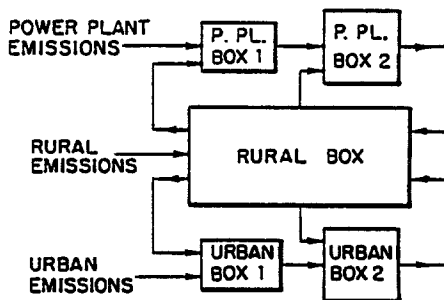 POWER PLANT
EMISSIONS
P. PL.
BOX 1
P. PL.
BOX 2
RURAL
EMISSIONS
RURAL BOX
URBAN
EMISSIONS
URBAN
BOX 1
URBAN
BOX 2